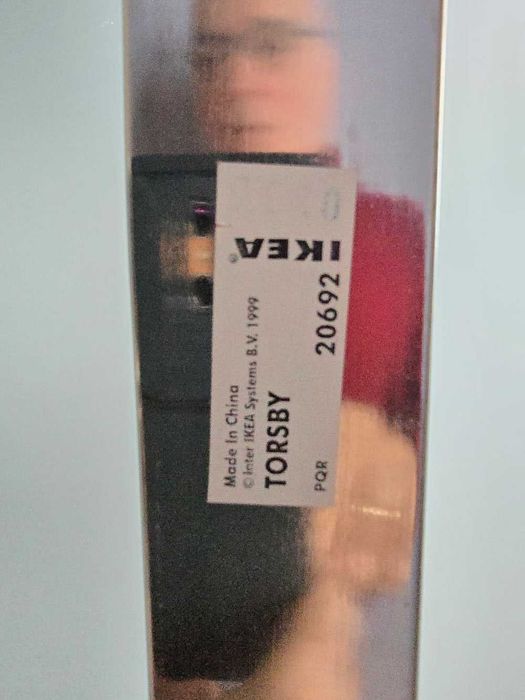 Made In China
© Inter IKEA Systems B.V. 1999
TORSBY
PQR
20692
IKEA®